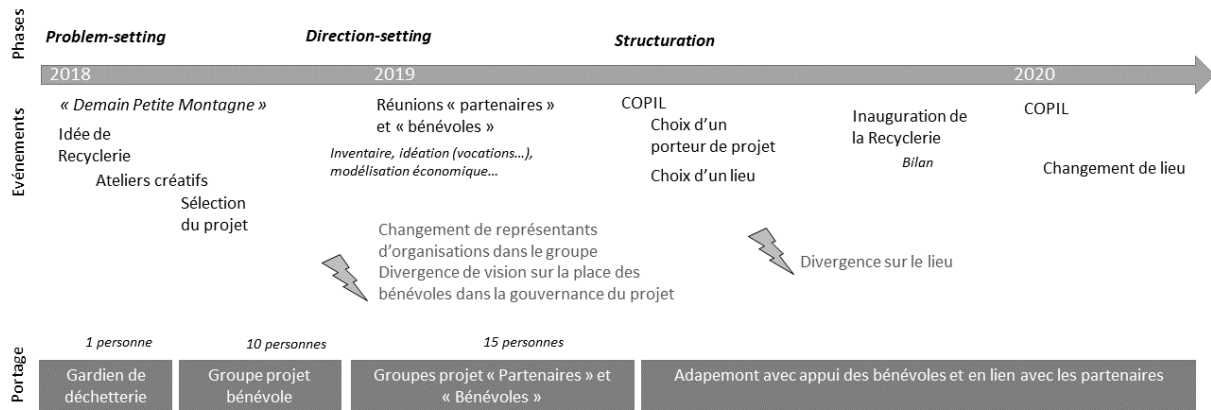 Phases
Problem-setting
Direction-setting
Structuration
2018
2019
2020
Evénements
« Demain Petite Montagne »
Idée de
Recyclerie
Ateliers créatifs
Sélection
du projet
Réunions « partenaires »
et « bénévoles »
Inventaire, idéation (vocations…),
modélisation économique…
COPIL
Choix d’un
porteur de projet
Choix d’un lieu
Inauguration de
la Recyclerie
Bilan
COPIL
Changement de lieu
Changement de représentants
d’organisations dans le groupe
Divergence de vision sur la place des
bénévoles dans la gouvernance du projet
Divergence sur le lieu
Portage
1 personne
10 personnes
15 personnes
Gardien de
déchetterie
Groupe projet
bénévole
Groupes projet « Partenaires » et
« Bénévoles »
Adapemont avec appui des bénévoles et en lien avec les partenaires